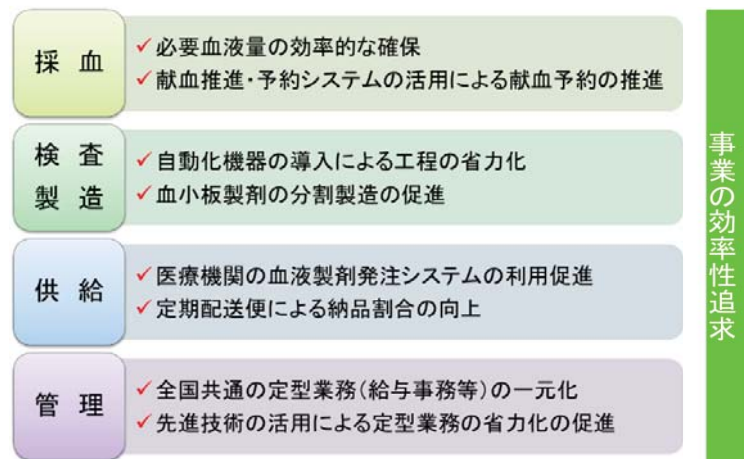 採 血
✓必要血液量の効率的な確保
✓献血推進・予約システムの活用による献血予約の推進
検 査
製 造
✓自動化機器の導入による工程の省力化
✓血小板製剤の分割製造の促進
供 給
✓医療機関の血液製剤発注システムの利用促進
✓定期配送便による納品割合の向上
管 理
✓全国共通の定型業務(給与事務等)の一元化
✓先進技術の活用による定型業務の省力化の促進
事業の効率性追求